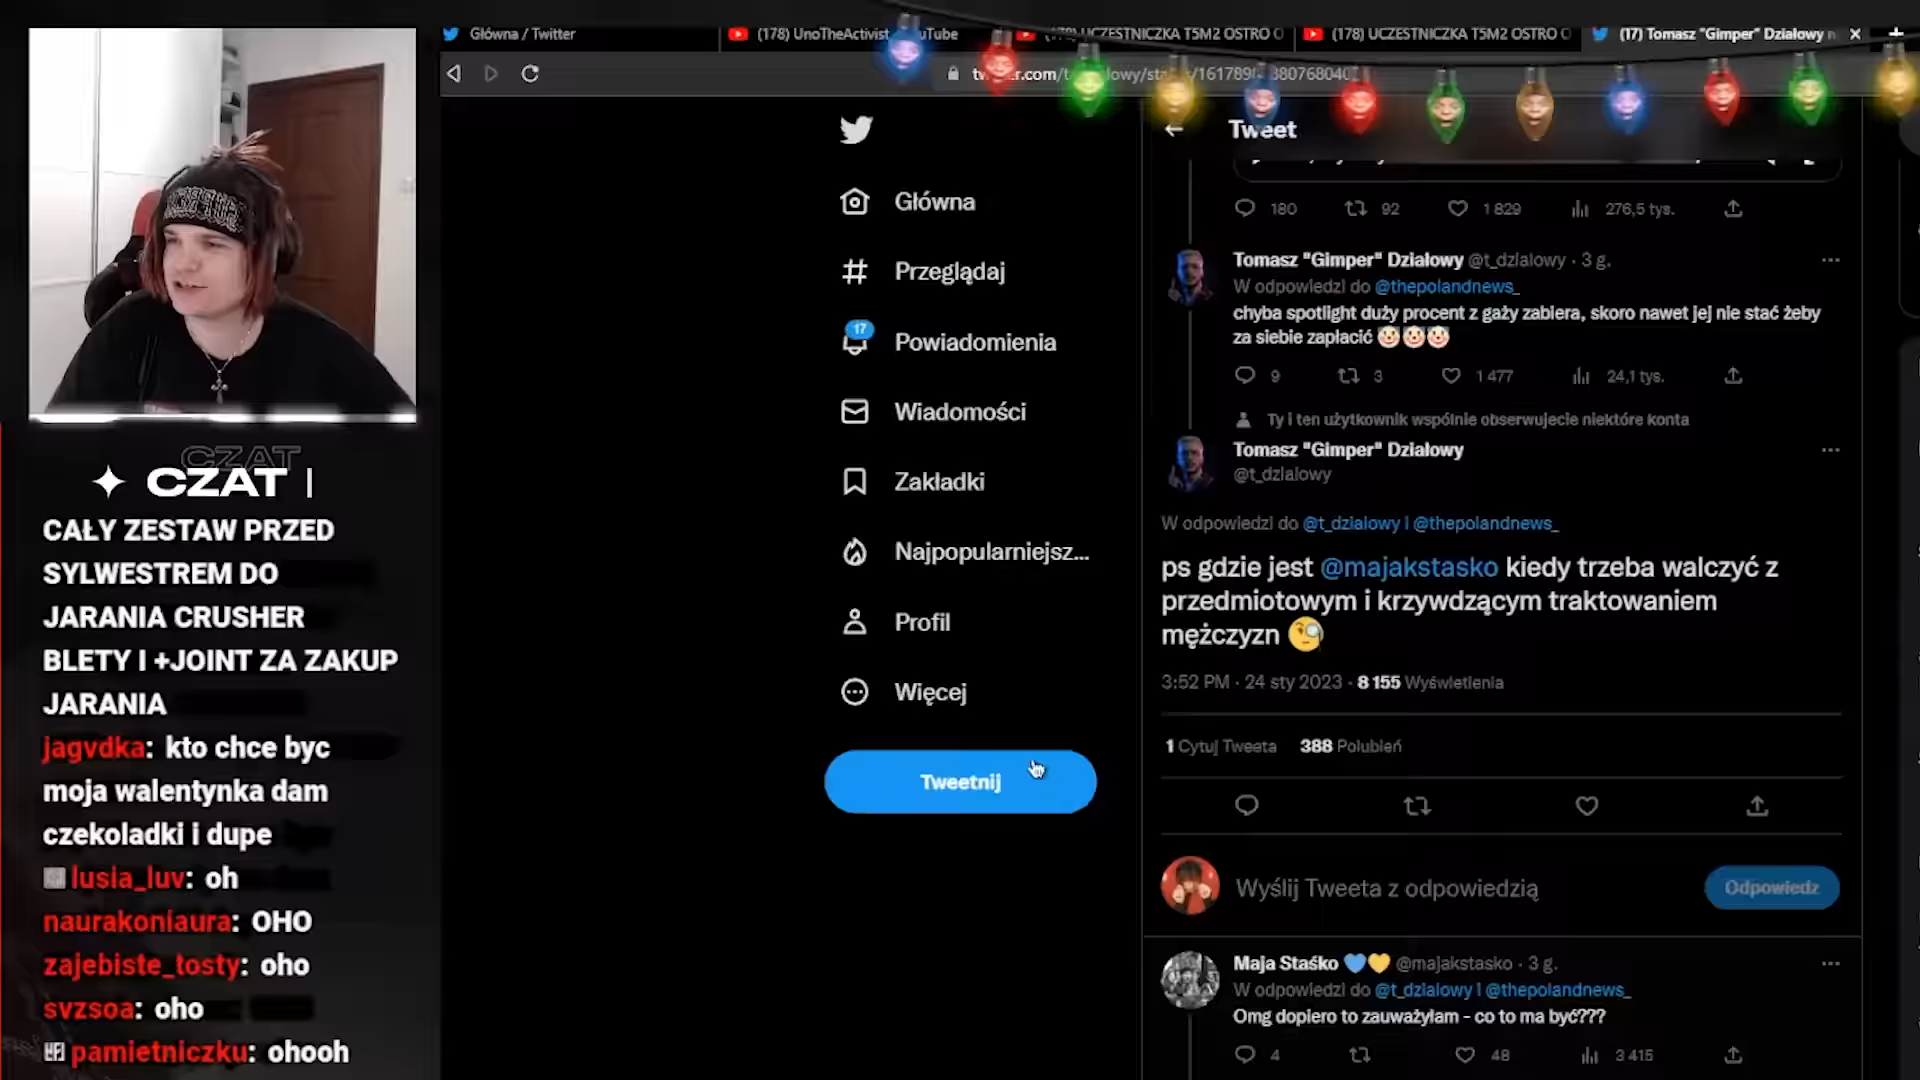 Główna / Twitter
(178) UnoTheActivist
UCZESTNICZKA T5M2 OSTRO O
(178) UCZESTNICZKA T5M2 OSTRO O
(17) Tomasz "Gimper" Działowy n
Tweet
Główna
Przeglądaj
17
Powiadomienia
Wiadomości
Zakładki
Najpopularniejsz...
Profil
Więcej
Tweetnij
180 92 1 829 276,5 tys.
Tomasz "Gimper" Działowy @t_dzialowy · 3 g.
W odpowiedzi do @thepolandnews_
chyba spotlight duży procent z gaży zabiera, skoro nawet jej nie stać żeby
za siebie zapłacić 🤡🤡🤡
9 3 1 477 24,1 tys.
Ty i ten użytkownik wspólnie obserwujecie niektóre konta
Tomasz "Gimper" Działowy
@t_dzialowy
W odpowiedzi do @t_dzialowy i @thepolandnews_
ps gdzie jest @majakstasko kiedy trzeba walczyć z
przedmiotowym i krzywdzącym traktowaniem
mężczyzn 🧐
3:52 PM · 24 sty 2023 · 8 155 Wyświetlenia
1 Cytuj Tweeta 388 Polubień
Wyślij Tweeta z odpowiedzią
Odpowiedz
Maja Staśko 💙💛 @majakstasko · 3 g.
W odpowiedzi do @t_dzialowy i @thepolandnews_
Omg dopiero to zauważyłam - co to ma być???
4 48 3 415
CZAT
CAŁY ZESTAW PRZED
SYLWESTREM DO
JARANIA CRUSHER
BLETY I +JOINT ZA ZAKUP
JARANIA
jagvdka: kto chce byc
moja walentynka dam
czekoladki i dupe
lusia_luv: oh
naurakoniaura: OHO
zajebiste_tosty: oho
svzsoa: oho
pamietniczku: ohooh